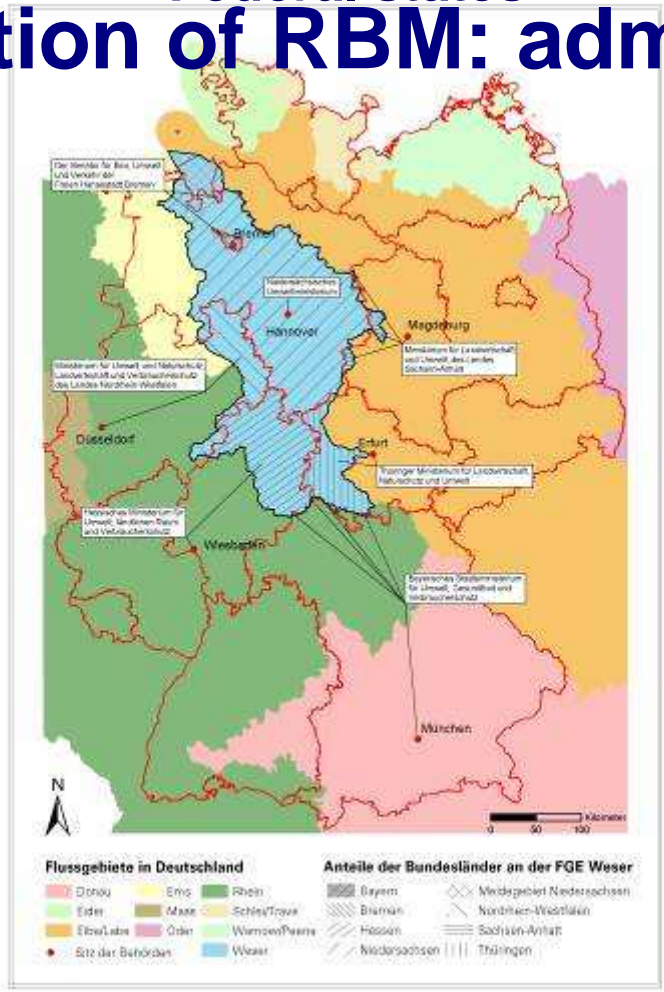 Federal states
tion of RBM: adm
Der Senator für Bau, Umwelt
und Verkehr der
Freien Hansestadt Bremen
Bremen
Niedersächsisches
Umweltministerium
Hannover
Magdeburg
Ministerium für Landwirtschaft
und Umwelt des Landes
Sachsen-Anhalt
Ministerium für Umwelt und Naturschutz,
Landwirtschaft und Verbraucherschutz
des Landes Nordrhein-Westfalen
Düsseldorf
Erfurt
Thüringer Ministerium für Landwirtschaft,
Naturschutz und Umwelt
Hessisches Ministerium für
Umwelt, ländlichen Raum
und Verbraucherschutz
Wiesbaden
Bayerisches Staatsministerium
für Umwelt, Gesundheit und
Verbraucherschutz
München
N
Kilometer
0 50 100
Flussgebiete in Deutschland
Donau Ems Rhein
Eider Maas Schlei/Trave
Elbe/Labe Oder Warnow/Peene
Sitz der Behörden Weser
Anteile der Bundesländer an der FGE Weser
Bayern Meldegebiet Niedersachsen
Bremen Nordrhein-Westfalen
Hessen Sachsen-Anhalt
Niedersachsen Thüringen